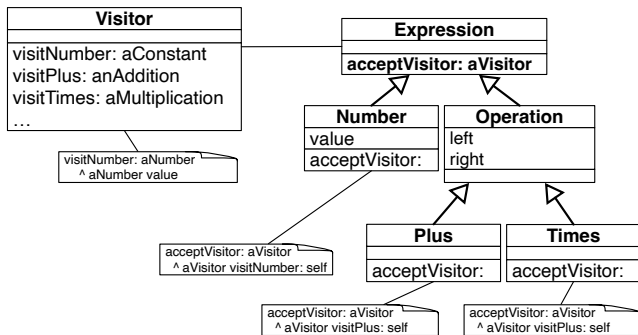 Visitor
visitNumber: aConstant
visitPlus: anAddition
visitTimes: aMultiplication
...
visitNumber: aNumber
^ aNumber value
Expression
acceptVisitor: aVisitor
Number
value
acceptVisitor:
Operation
left
right
acceptVisitor: aVisitor
^ aVisitor visitNumber: self
Plus
acceptVisitor:
Times
acceptVisitor:
acceptVisitor: aVisitor
^ aVisitor visitPlus: self
acceptVisitor: aVisitor
^ aVisitor visitPlus: self